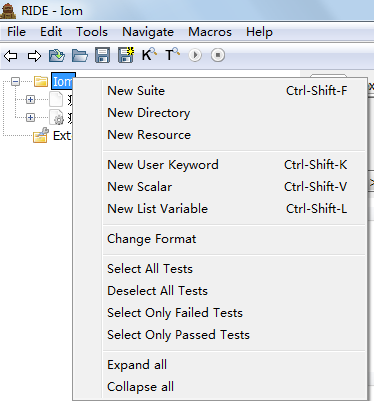 RIDE - Iom
File Edit Tools Navigate Macros Help
Iom
New Suite Ctrl-Shift-F
New Directory
New Resource
Ext
New User Keyword Ctrl-Shift-K
New Scalar Ctrl-Shift-V
New List Variable Ctrl-Shift-L
Change Format
Select All Tests
Deselect All Tests
Select Only Failed Tests
Select Only Passed Tests
Expand all
Collapse all